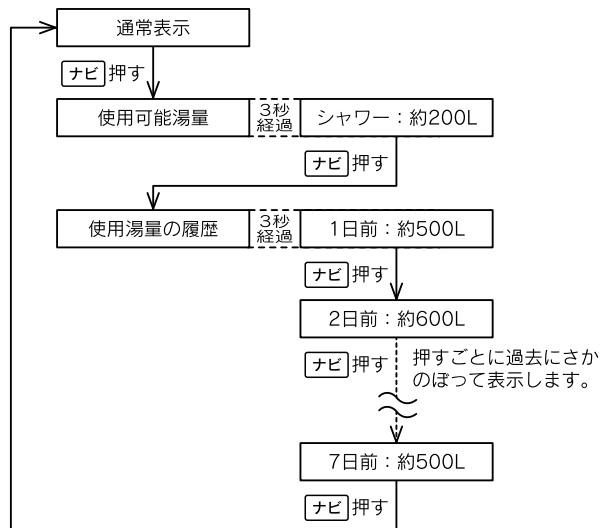 通常表示
ナビ 押す
使用可能湯量
3秒
経過
シャワー：約200L
ナビ 押す
使用湯量の履歴
3秒
経過
1日前：約500L
ナビ 押す
2日前：約600L
ナビ 押す
押すごとに過去にさか
のぼって表示します。
7日前：約500L
ナビ 押す